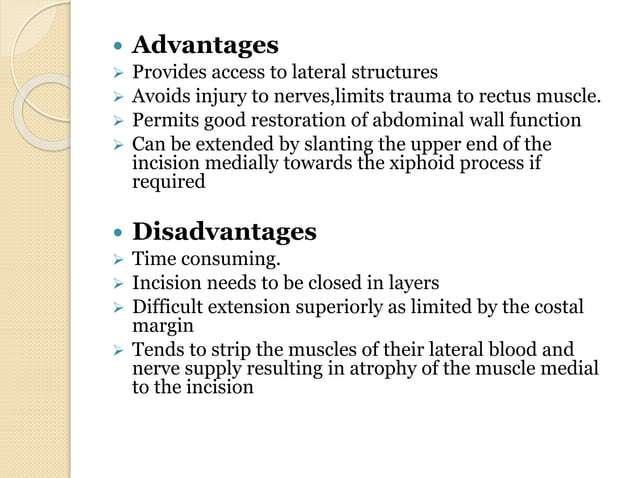 Advantages
Provides access to lateral structures
Avoids injury to nerves,limits trauma to rectus muscle.
Permits good restoration of abdominal wall function
Can be extended by slanting the upper end of the
incision medially towards the xiphoid process if
required
Disadvantages
Time consuming.
Incision needs to be closed in layers
Difficult extension superiorly as limited by the costal
margin
Tends to strip the muscles of their lateral blood and
nerve supply resulting in atrophy of the muscle medial
to the incision